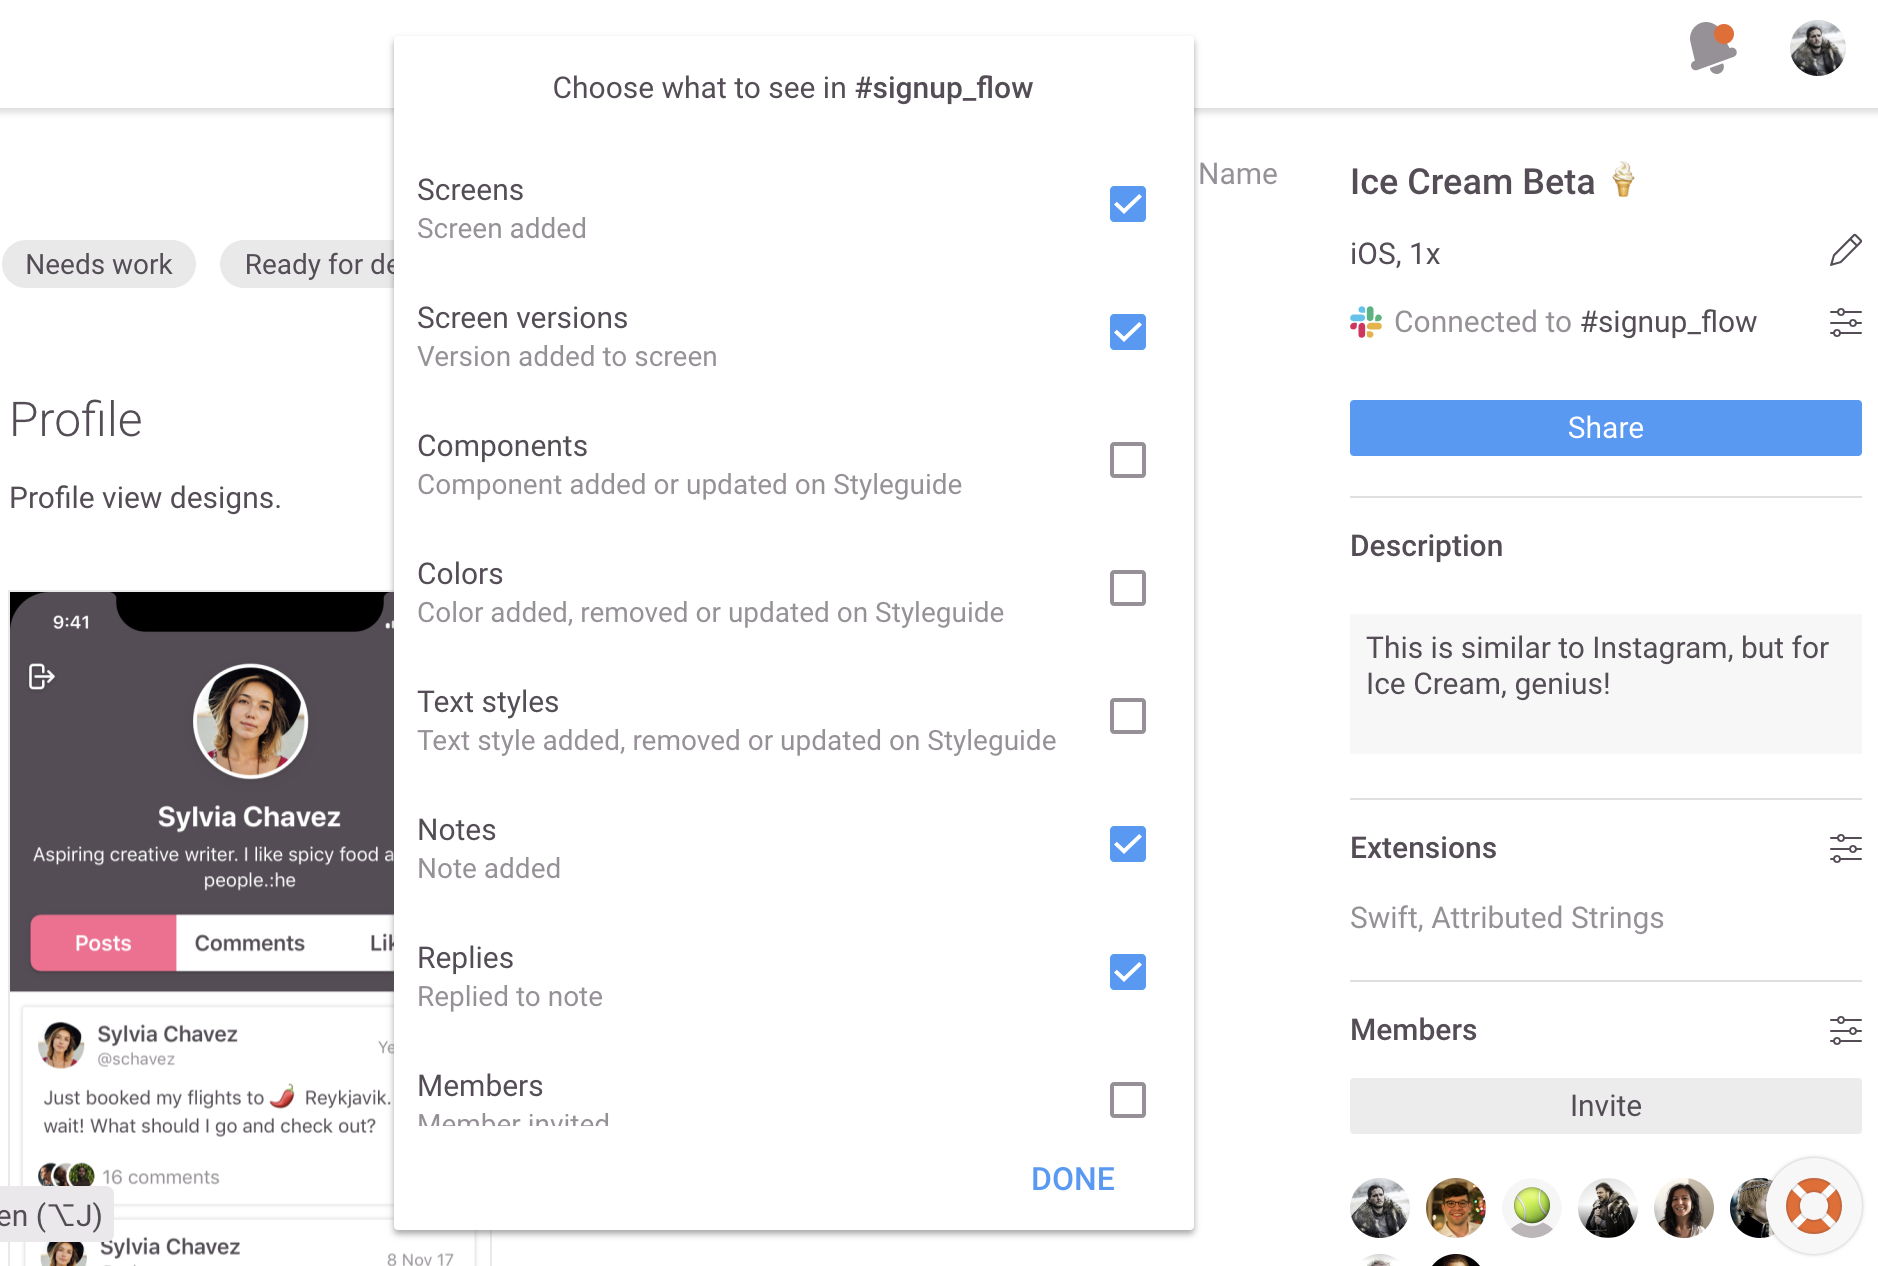 Choose what to see in #signup_flow
Screens
Screen added
Screen versions
Version added to screen
Components
Component added or updated on Styleguide
Colors
Color added, removed or updated on Styleguide
Text styles
Text style added, removed or updated on Styleguide
Notes
Note added
Replies
Replied to note
Members
Member invited
DONE
Needs work
Ready for de
Profile
Profile view designs.
9:41
Sylvia Chavez
Aspiring creative writer. I like spicy food a
people.:he
Posts
Comments
Lik
Sylvia Chavez
Ye
@schavez
Just booked my flights to 🌶️ Reykjavik.
wait! What should I go and check out?
16 comments
en (⌥J)
Sylvia Chavez
8 Nov 17
Name
Ice Cream Beta 🍦
iOS, 1x
Connected to #signup_flow
Share
Description
This is similar to Instagram, but for
Ice Cream, genius!
Extensions
Swift, Attributed Strings
Members
Invite